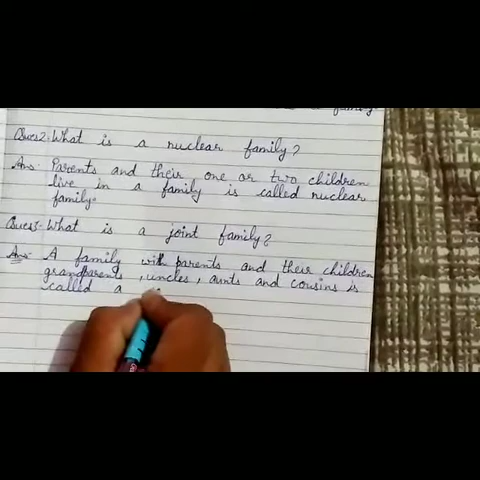 family.
Ques2. What is a nuclear family?
Ans. Parents and their, one or two children
live in a family is called nuclear
family.
Ques3. What is a joint family?
Ans. A family with parents and their children
grandparents, uncles, aunts and cousins is
called a